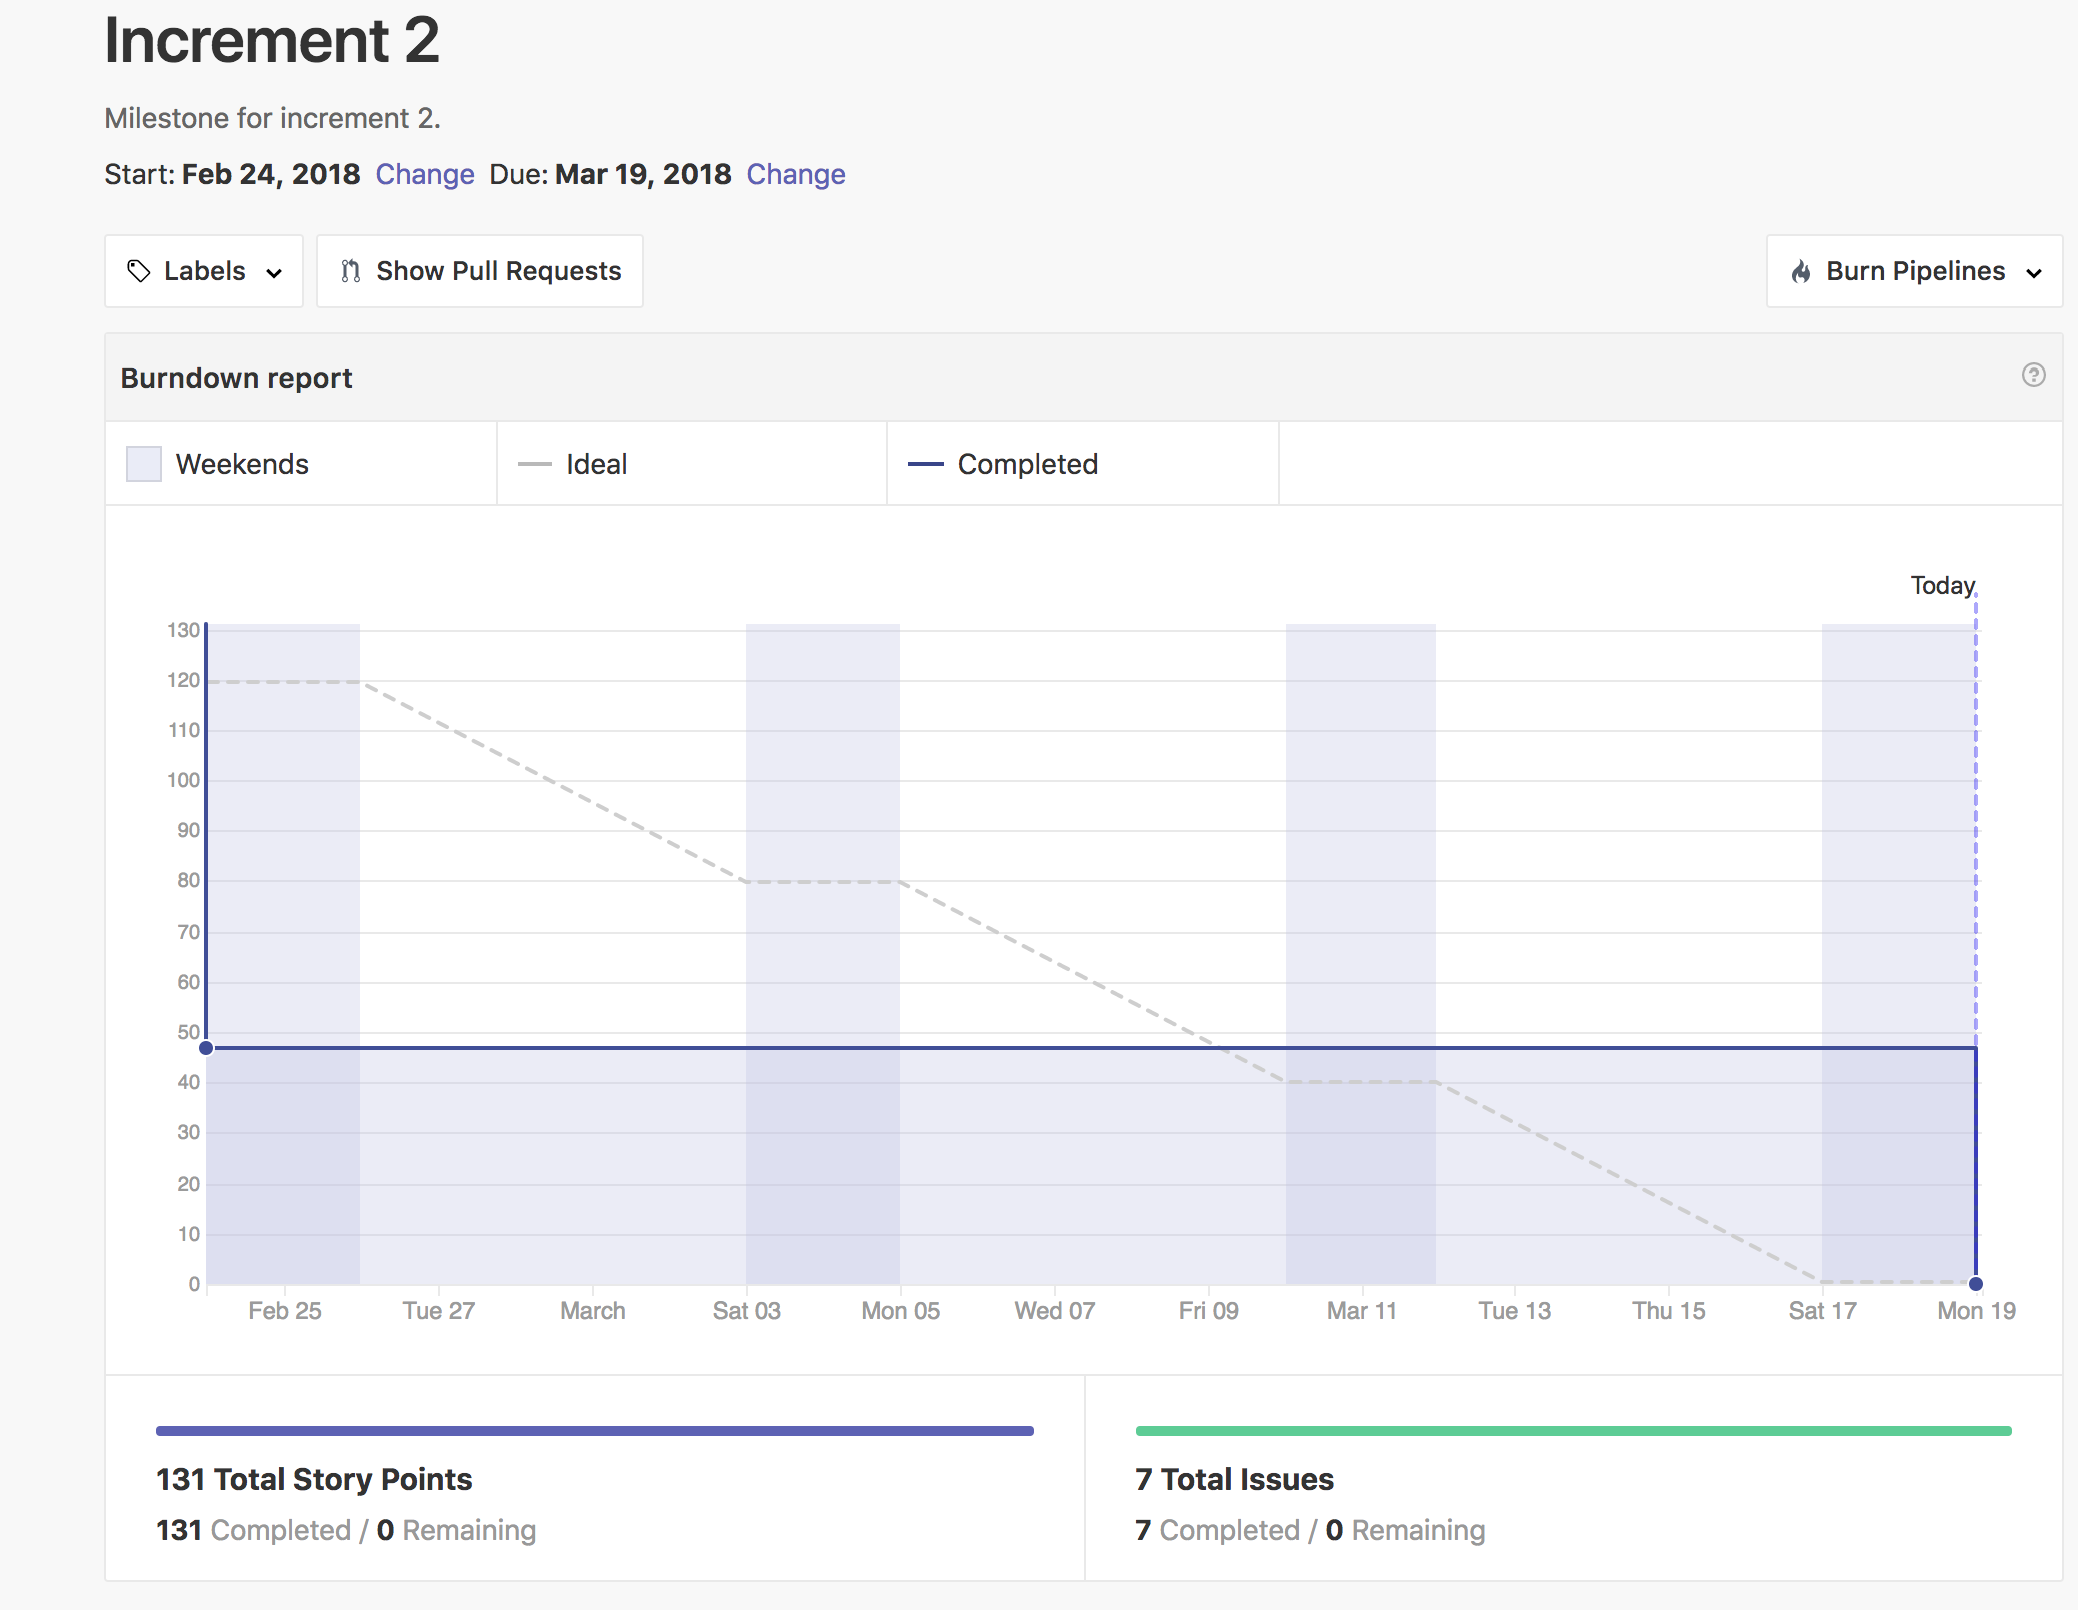 Increment 2
Milestone for increment 2.
Start: Feb 24, 2018 Change Due: Mar 19, 2018 Change
Labels Show Pull Requests Burn Pipelines
Burndown report
Weekends Ideal Completed
Today
130
120
110
100
90
80
70
60
50
40
30
20
10
0
Feb 25 Tue 27 March Sat 03 Mon 05 Wed 07 Fri 09 Mar 11 Tue 13 Thu 15 Sat 17 Mon 19
131 Total Story Points
131 Completed / 0 Remaining
7 Total Issues
7 Completed / 0 Remaining